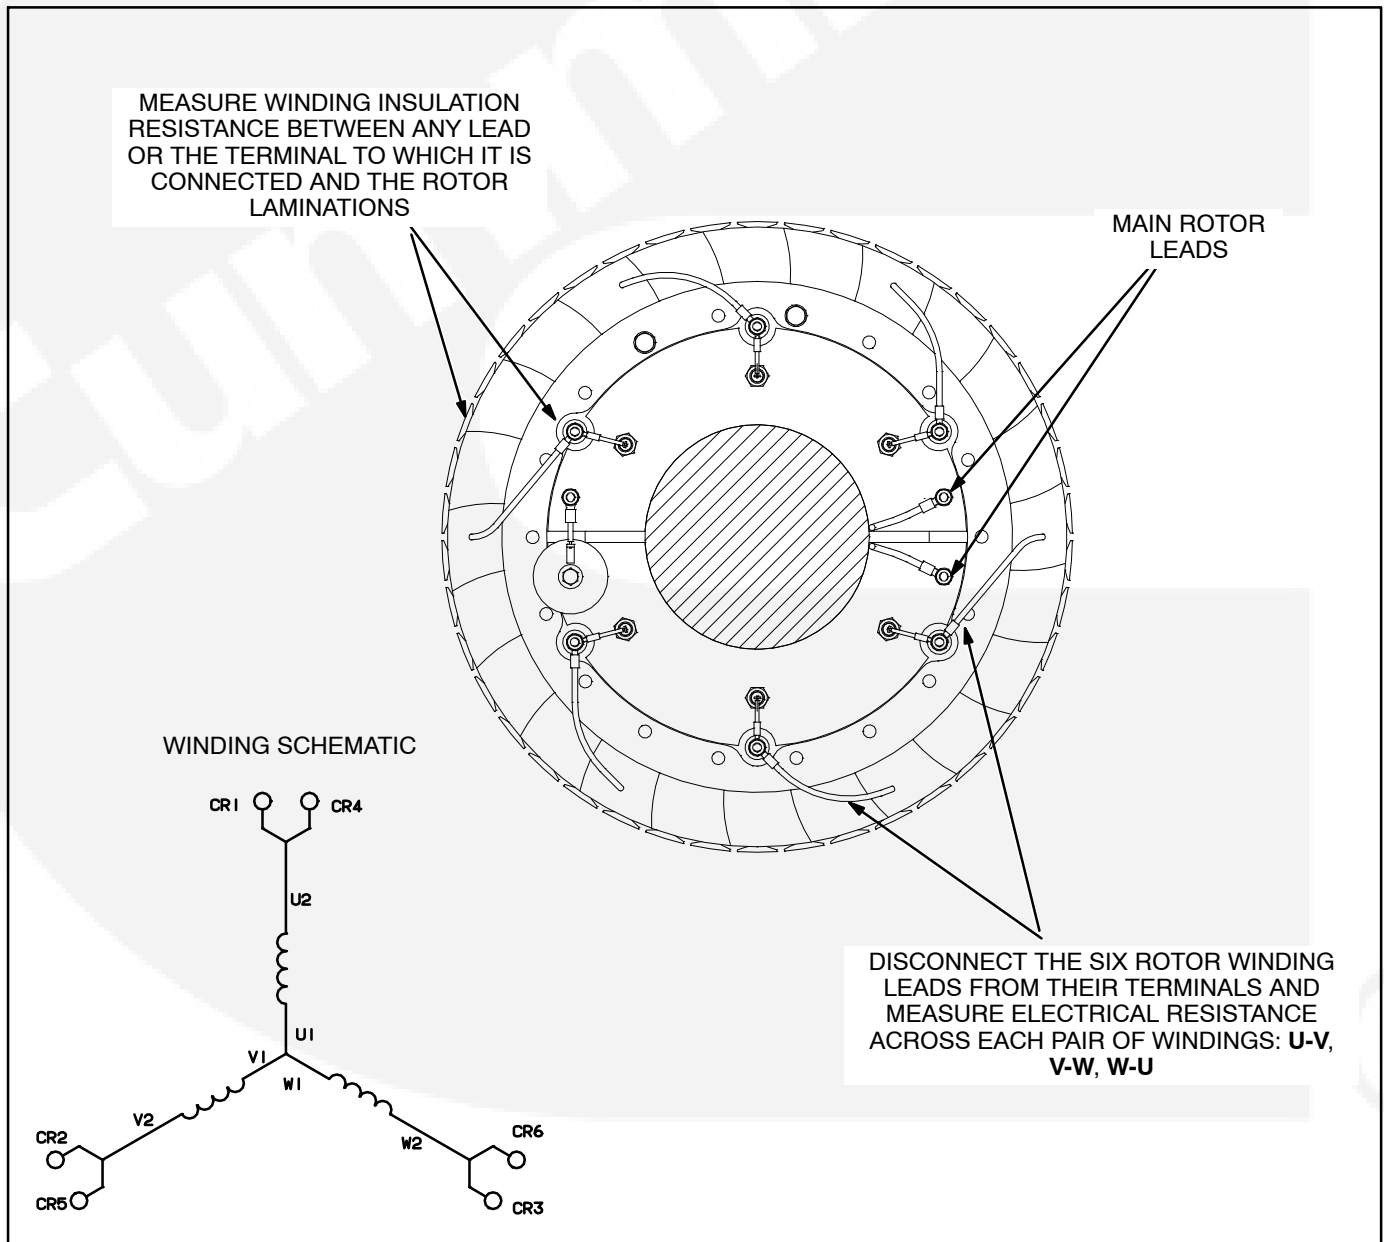 MEASURE WINDING INSULATION
RESISTANCE BETWEEN ANY LEAD
OR THE TERMINAL TO WHICH IT IS
CONNECTED AND THE ROTOR
LAMINATIONS
MAIN ROTOR
LEADS
WINDING SCHEMATIC
CR1
CR4
U2
U1
V1
W1
V2
W2
CR2
CR5
CR6
CR3
DISCONNECT THE SIX ROTOR WINDING
LEADS FROM THEIR TERMINALS AND
MEASURE ELECTRICAL RESISTANCE
ACROSS EACH PAIR OF WINDINGS: U-V,
V-W, W-U